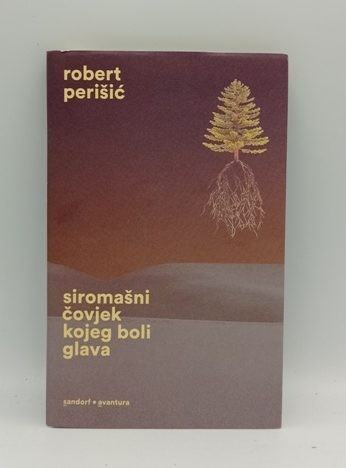 robert
perišić
siromašni
čovjek
kojeg boli
glava
sandorf • avantura